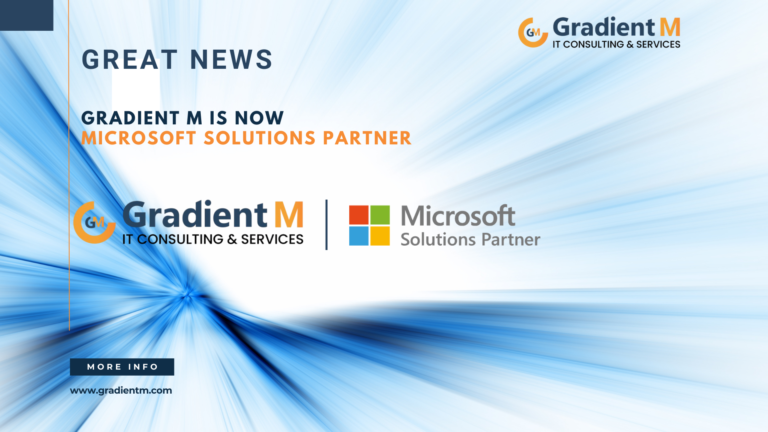 Gradient M
IT CONSULTING & SERVICES
GREAT NEWS
GRADIENT M IS NOW
MICROSOFT SOLUTIONS PARTNER
GM Gradient M
IT CONSULTING & SERVICES
Microsoft
Solutions Partner
MORE INFO
www.gradientm.com